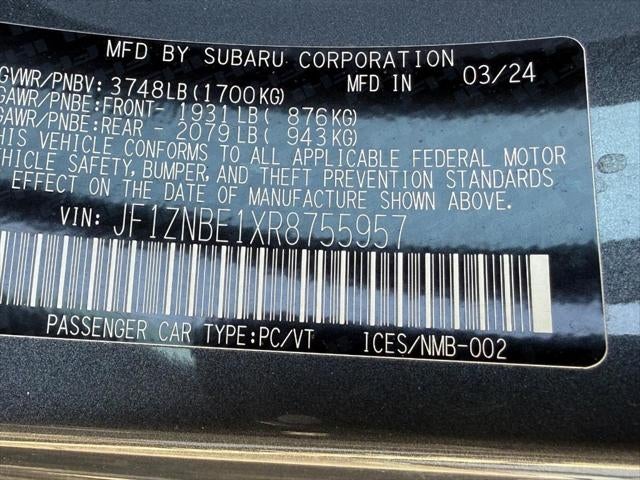 MFD BY SUBARU CORPORATION
GVWR/PNBV: 3748LB(1700KG) MFD IN 03/24
GAWR/PNBE:FRONT- 1931LB( 876KG)
GAWR/PNBE:REAR - 2079LB( 943KG)
THIS VEHICLE CONFORMS TO ALL APPLICABLE FEDERAL MOTOR
VEHICLE SAFETY, BUMPER, AND THEFT PREVENTION STANDARDS
EFFECT ON THE DATE OF MANUFACTURE SHOWN ABOVE.
VIN: JF1ZNBE1XR8755957
PASSENGER CAR TYPE:PC/VT ICES/NMB-002